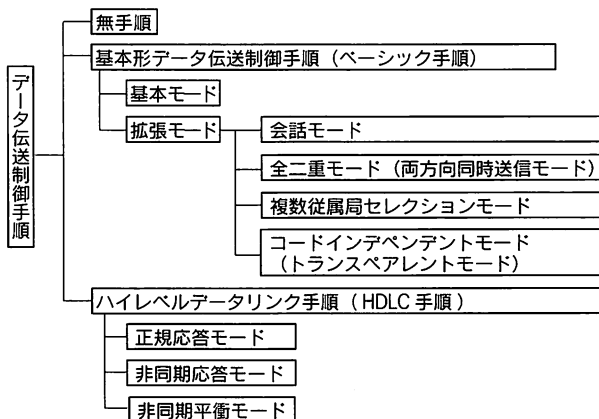 データ伝送制御手順
無手順
基本形データ伝送制御手順(ベーシック手順)
基本モード
拡張モード
会話モード
全二重モード(両方向同時送信モード)
複数従属局セレクションモード
コードインデペンデントモード
(トランスペアレントモード)
ハイレベルデータリンク手順(HDLC 手順)
正規応答モード
非同期応答モード
非同期平衡モード